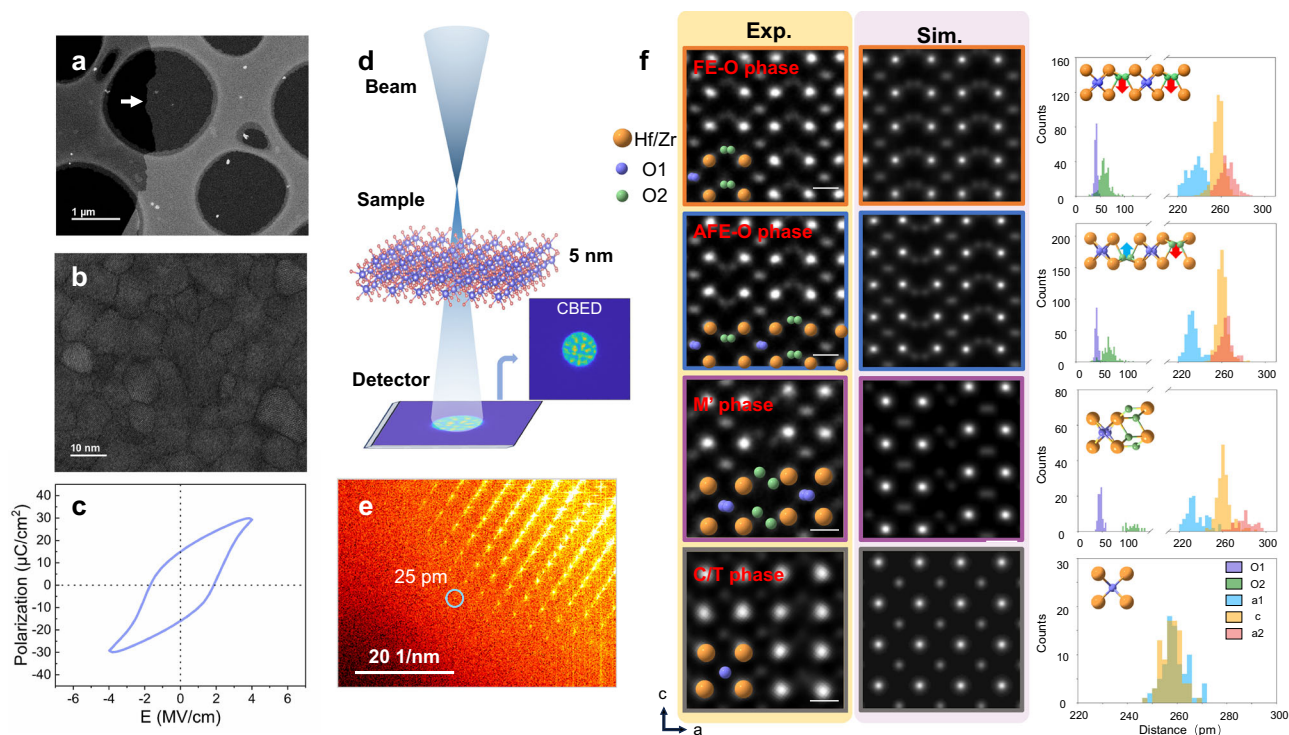 a
1 μm
b
10 nm
c
Polarization (μC/cm²)
40
30
20
10
0
-10
-20
-30
-40
-6
-4
-2
0
2
4
6
E (MV/cm)
d
Beam
Sample
5 nm
CBED
Detector
e
25 pm
20 1/nm
f
Hf/Zr
O1
O2
Exp.
Sim.
FE-O phase
AFE-O phase
M' phase
C/T phase
c
a
Counts
160
120
80
40
0
0
50
100
220
260
300
Counts
200
150
100
50
0
0
50
100
220
260
300
Counts
80
60
40
20
0
0
50
100
220
260
300
Counts
30
20
10
0
O1
O2
a1
c
a2
220
240
260
280
300
Distance (pm)